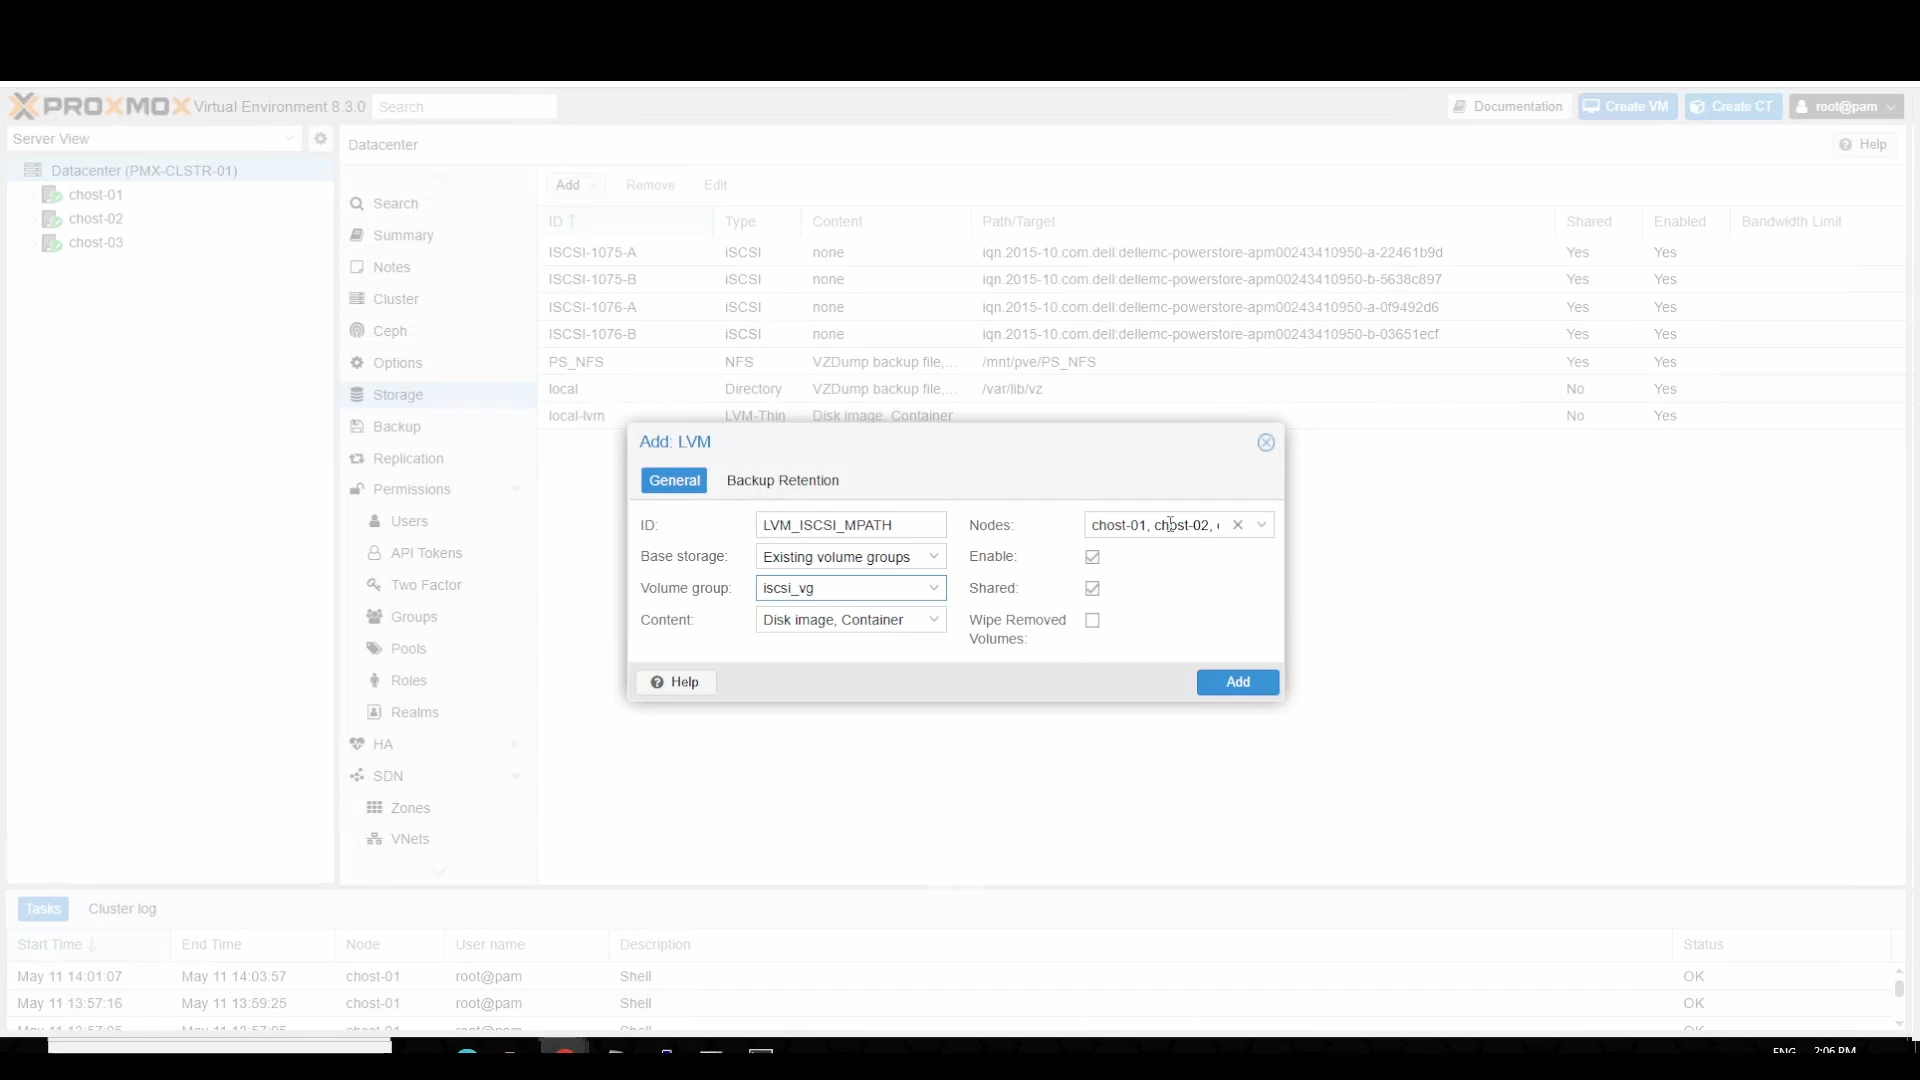 PROXMOX Virtual Environment 8.3.0 Search Documentation Create VM Create CT root@pam
Server View
Datacenter Help
Datacenter (PMX-CLSTR-01)
chost-01
chost-02
chost-03
Search
Summary
Notes
Cluster
Ceph
Options
Storage
Backup
Replication
Permissions
Users
API Tokens
Two Factor
Groups
Pools
Roles
Realms
HA
SDN
Zones
VNets
Add Remove Edit
ID Type Content Path/Target Shared Enabled Bandwidth Limit
ISCSI-1075-A iSCSI none iqn.2015-10.com.dell:dellemc-powerstore-apm00243410950-a-22461b9d Yes Yes
ISCSI-1075-B iSCSI none iqn.2015-10.com.dell:dellemc-powerstore-apm00243410950-b-5638c897 Yes Yes
ISCSI-1076-A iSCSI none iqn.2015-10.com.dell:dellemc-powerstore-apm00243410950-a-0f9492d6 Yes Yes
ISCSI-1076-B iSCSI none iqn.2015-10.com.dell:dellemc-powerstore-apm00243410950-b-03651ecf Yes Yes
PS_NFS NFS VZDump backup file,... /mnt/pve/PS_NFS Yes Yes
local Directory VZDump backup file,... /var/lib/vz No Yes
local-lvm LVM-Thin Disk image, Container No Yes
Add: LVM
General Backup Retention
ID: LVM_ISCSI_MPATH Nodes: chost-01, chost-02,
Base storage: Existing volume groups Enable:
Volume group: iscsi_vg Shared:
Content: Disk image, Container Wipe Removed
Volumes:
Help Add
Tasks Cluster log
Start Time End Time Node User name Description Status
May 11 14:01:07 May 11 14:03:57 chost-01 root@pam Shell OK
May 11 13:57:16 May 11 13:59:25 chost-01 root@pam Shell OK
ENG 2:06 PM